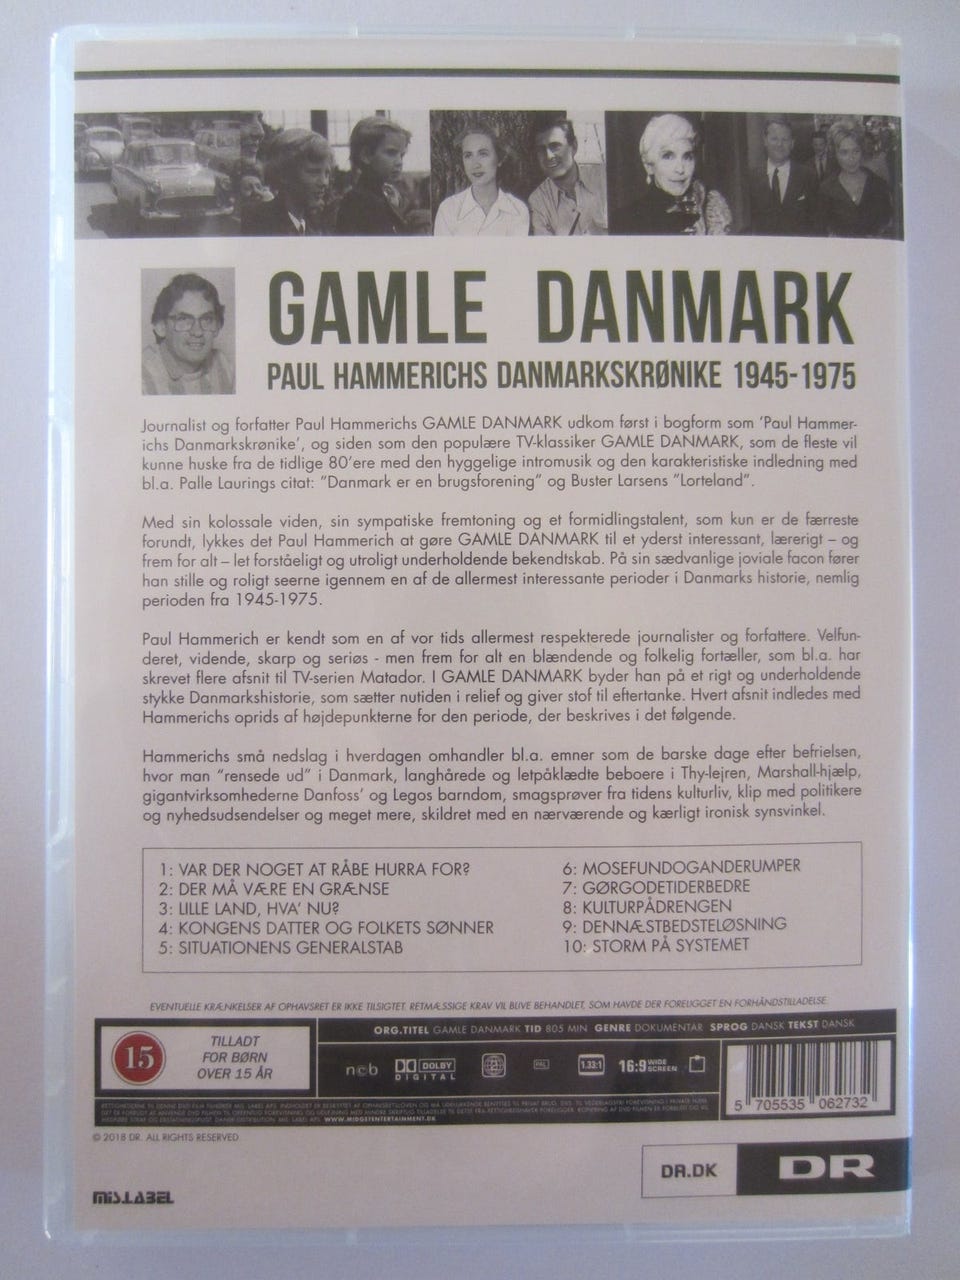 GAMLE DANMARK
PAUL HAMMERICHS DANMARKSKRØNIKE 1945-1975
Journalist og forfatter Paul Hammerichs GAMLE DANMARK udkom først i bogform som ’Paul Hammer-
ichs Danmarkskrønike’, og siden som den populære TV-klassiker GAMLE DANMARK, som de fleste vil
kunne huske fra de tidlige 80’ere med den hyggelige intromusik og den karakteristiske indledning med
bl.a. Palle Laurings citat: ”Danmark er en brugsforening” og Buster Larsens ”Lorteland”.
Med sin kolossale viden, sin sympatiske fremtoning og et formidlingstalent, som kun er de færreste
forundt, lykkes det Paul Hammerich at gøre GAMLE DANMARK til et yderst interessant, lærerigt – og
frem for alt – let forståeligt og utroligt underholdende bekendtskab. På sin sædvanlige joviale facon fører
han stille og roligt seerne igennem en af de allermest interessante perioder i Danmarks historie, nemlig
perioden fra 1945-1975.
Paul Hammerich er kendt som en af vor tids allermest respekterede journalister og forfattere. Velfun-
deret, vidende, skarp og seriøs - men frem for alt en blændende og folkelig fortæller, som bl.a. har
skrevet flere afsnit til TV-serien Matador. I GAMLE DANMARK byder han på et rigt og underholdende
stykke Danmarkshistorie, som sætter nutiden i relief og giver stof til eftertanke. Hvert afsnit indledes med
Hammerichs oprids af højdepunkterne for den periode, der beskrives i det følgende.
Hammerichs små nedslag i hverdagen omhandler bl.a. emner som de barske dage efter befrielsen,
hvor man ”rensede ud” i Danmark, langhårede og letpåklædte beboere i Thy-lejren, Marshall-hjælp,
gigantvirksomhederne Danfoss’ og Legos barndom, smagsprøver fra tidens kulturliv, klip med politikere
og nyhedsudsendelser og meget mere, skildret med en nærværende og kærligt ironisk synsvinkel.
1: VAR DER NOGET AT RÅBE HURRA FOR?
2: DER MÅ VÆRE EN GRÆNSE
3: LILLE LAND, HVA’ NU?
4: KONGENS DATTER OG FOLKETS SØNNER
5: SITUATIONENS GENERALSTAB
6: MOSEFUNDOGANDERUMPER
7: GØRGODETIDERBEDRE
8: KULTURPÅDRENGEN
9: DENNÆSTBEDSTELØSNING
10: STORM PÅ SYSTEMET
EVENTUELLE KRÆNKELSER AF OPHAVSRET ER IKKE TILSIGTET. RETMÆSSIGE KRAV VIL BLIVE BEHANDLET, SOM HAVDE DER FORELIGGET EN FORHÅNDSTILLADELSE.
15
TILLADT
FOR BØRN
OVER 15 ÅR
ORG.TITEL GAMLE DANMARK TID 805 MIN GENRE DOKUMENTAR SPROG DANSK TEKST DANSK
ncb
DOLBY
DIGITAL
PAL
1.33:1
16:9 WIDE
SCREEN
WWW.MIDGETENTERTAINMENT.DK
5 705535 062732
© 2018 DR. ALL RIGHTS RESERVED.
DR.DK
DR
MIS.LABEL